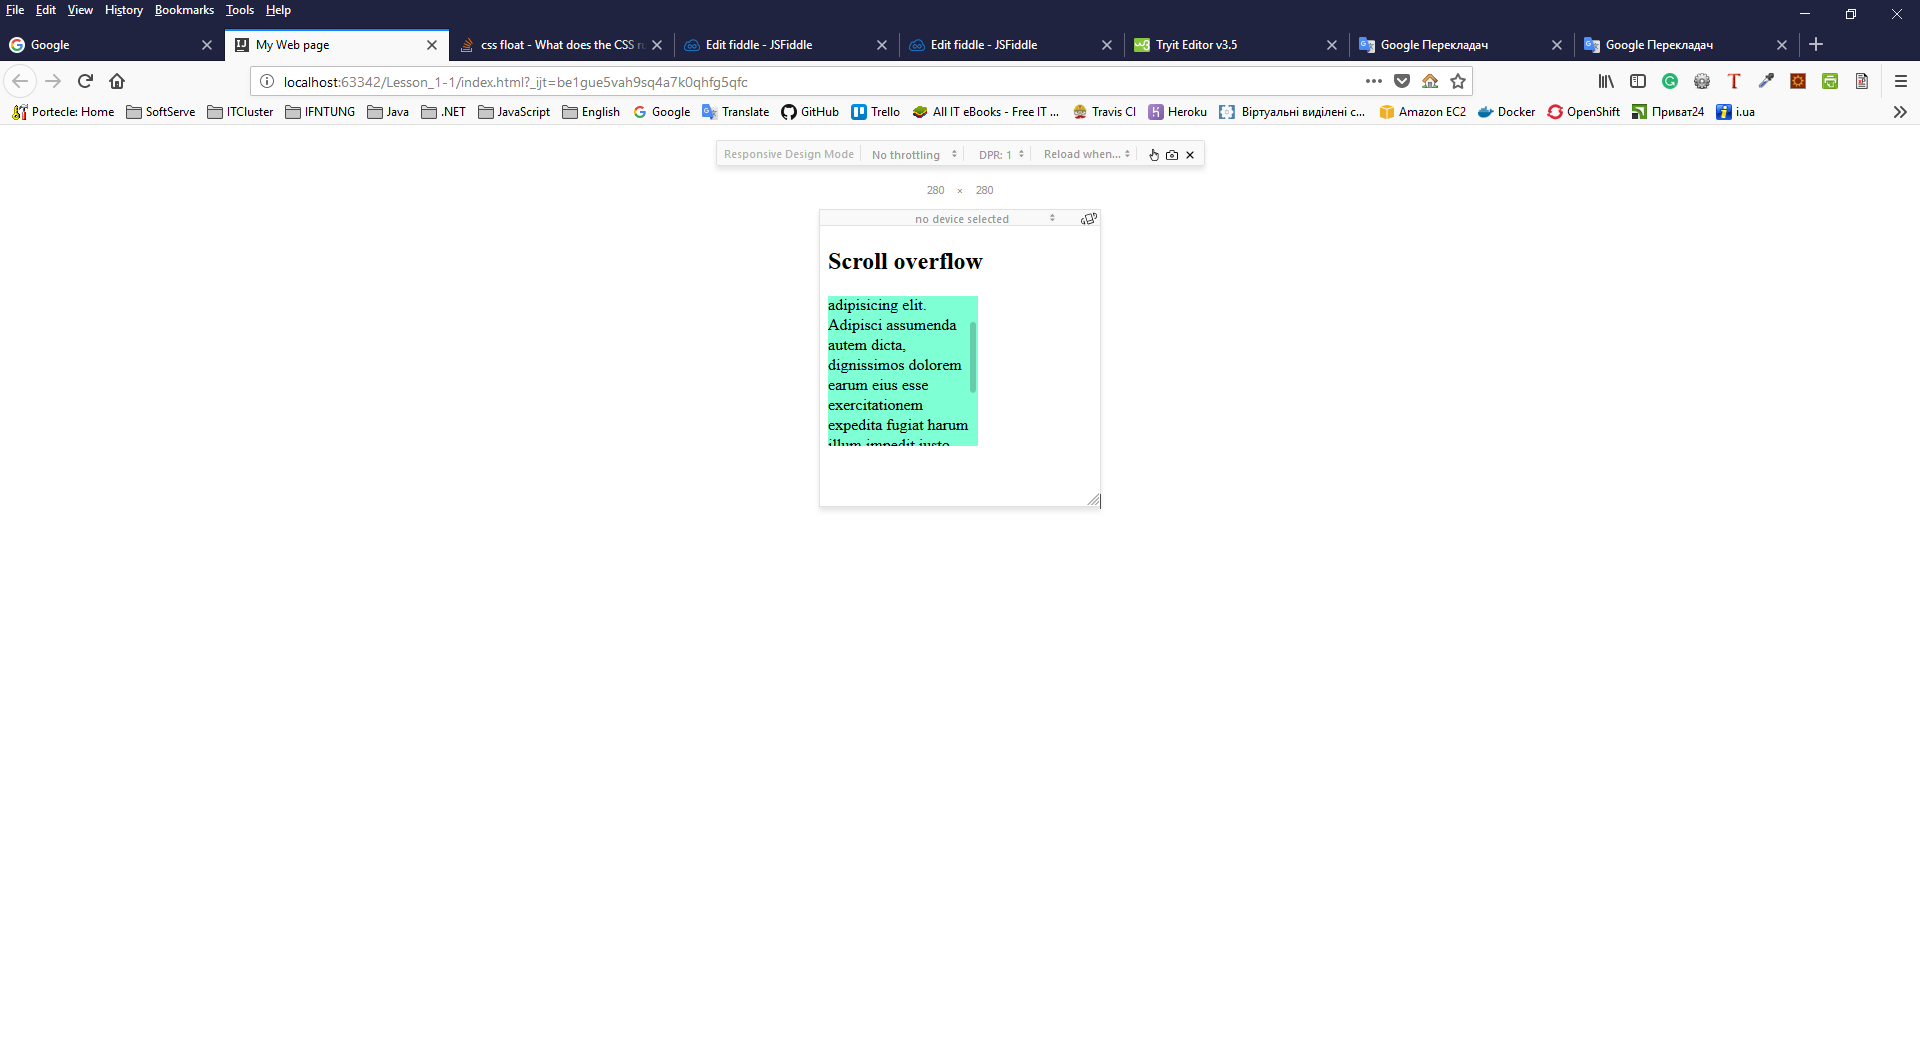 File Edit View History Bookmarks Tools Help
Google My Web page css float - What does the CSS ru Edit fiddle - JSFiddle Edit fiddle - JSFiddle Tryit Editor v3.5 Google Перекладач Google Перекладач
localhost:63342/Lesson_1-1/index.html?_ijt=be1gue5vah9sq4a7k0qhfg5qfc
Portecle: Home SoftServe ITCluster IFNTUNG Java .NET JavaScript English Google Translate GitHub Trello All IT eBooks - Free IT ... Travis CI Heroku Віртуальні виділені с... Amazon EC2 Docker OpenShift Приват24 i.ua
Responsive Design Mode No throttling DPR: 1 Reload when...
280 × 280
no device selected
Scroll overflow
adipisicing elit.
Adipisci assumenda
autem dicta,
dignissimos dolorem
earum eius esse
exercitationem
expedita fugiat harum
illum impedit iusto